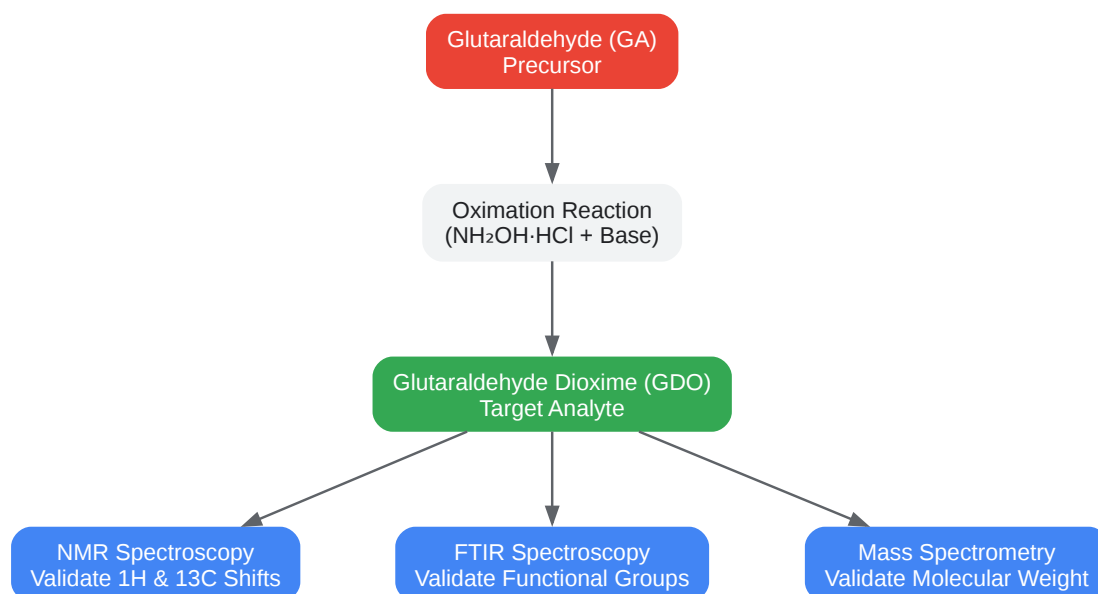 Glutaraldehyde (GA)
Precursor
Oximation Reaction
(NH₂OH·HCl + Base)
Glutaraldehyde Dioxime (GDO)
Target Analyte
NMR Spectroscopy
Validate 1H & 13C Shifts
FTIR Spectroscopy
Validate Functional Groups
Mass Spectrometry
Validate Molecular Weight